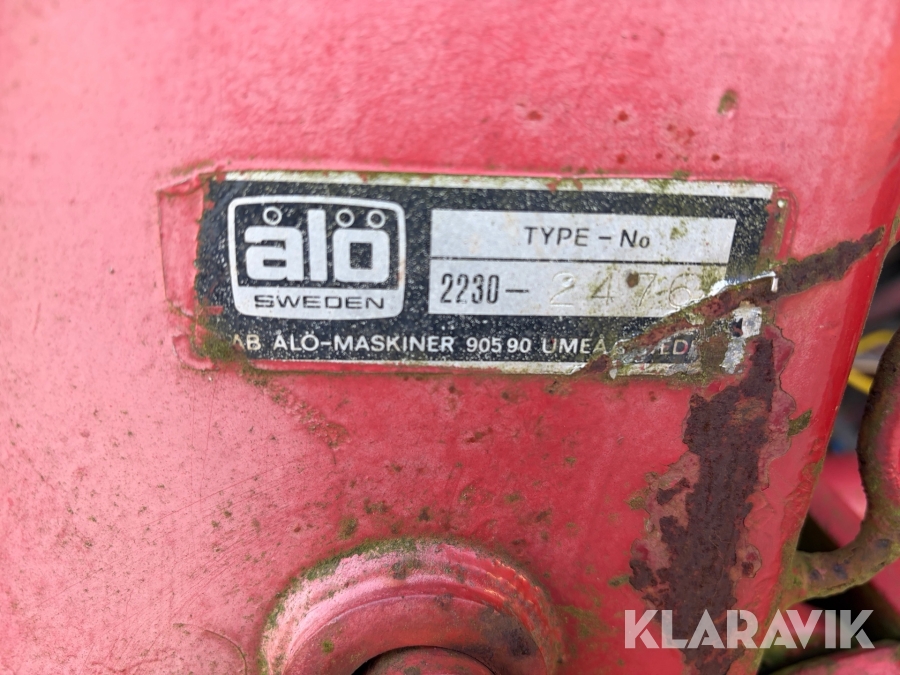 ålö
SWEDEN
TYPE - No
2230- 2476
AB ÅLÖ-MASKINER 905 90 UMEÅ
KLARAVIK